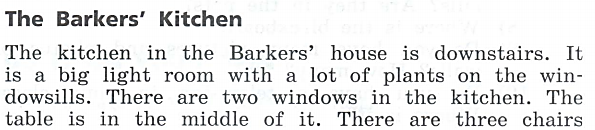 The Barkers' Kitchen
The kitchen in the Barkers' house is downstairs. It
is a big light room with a lot of plants on the win-
dowsills. There are two windows in the kitchen. The
table is in the middle of it. There are three chairs